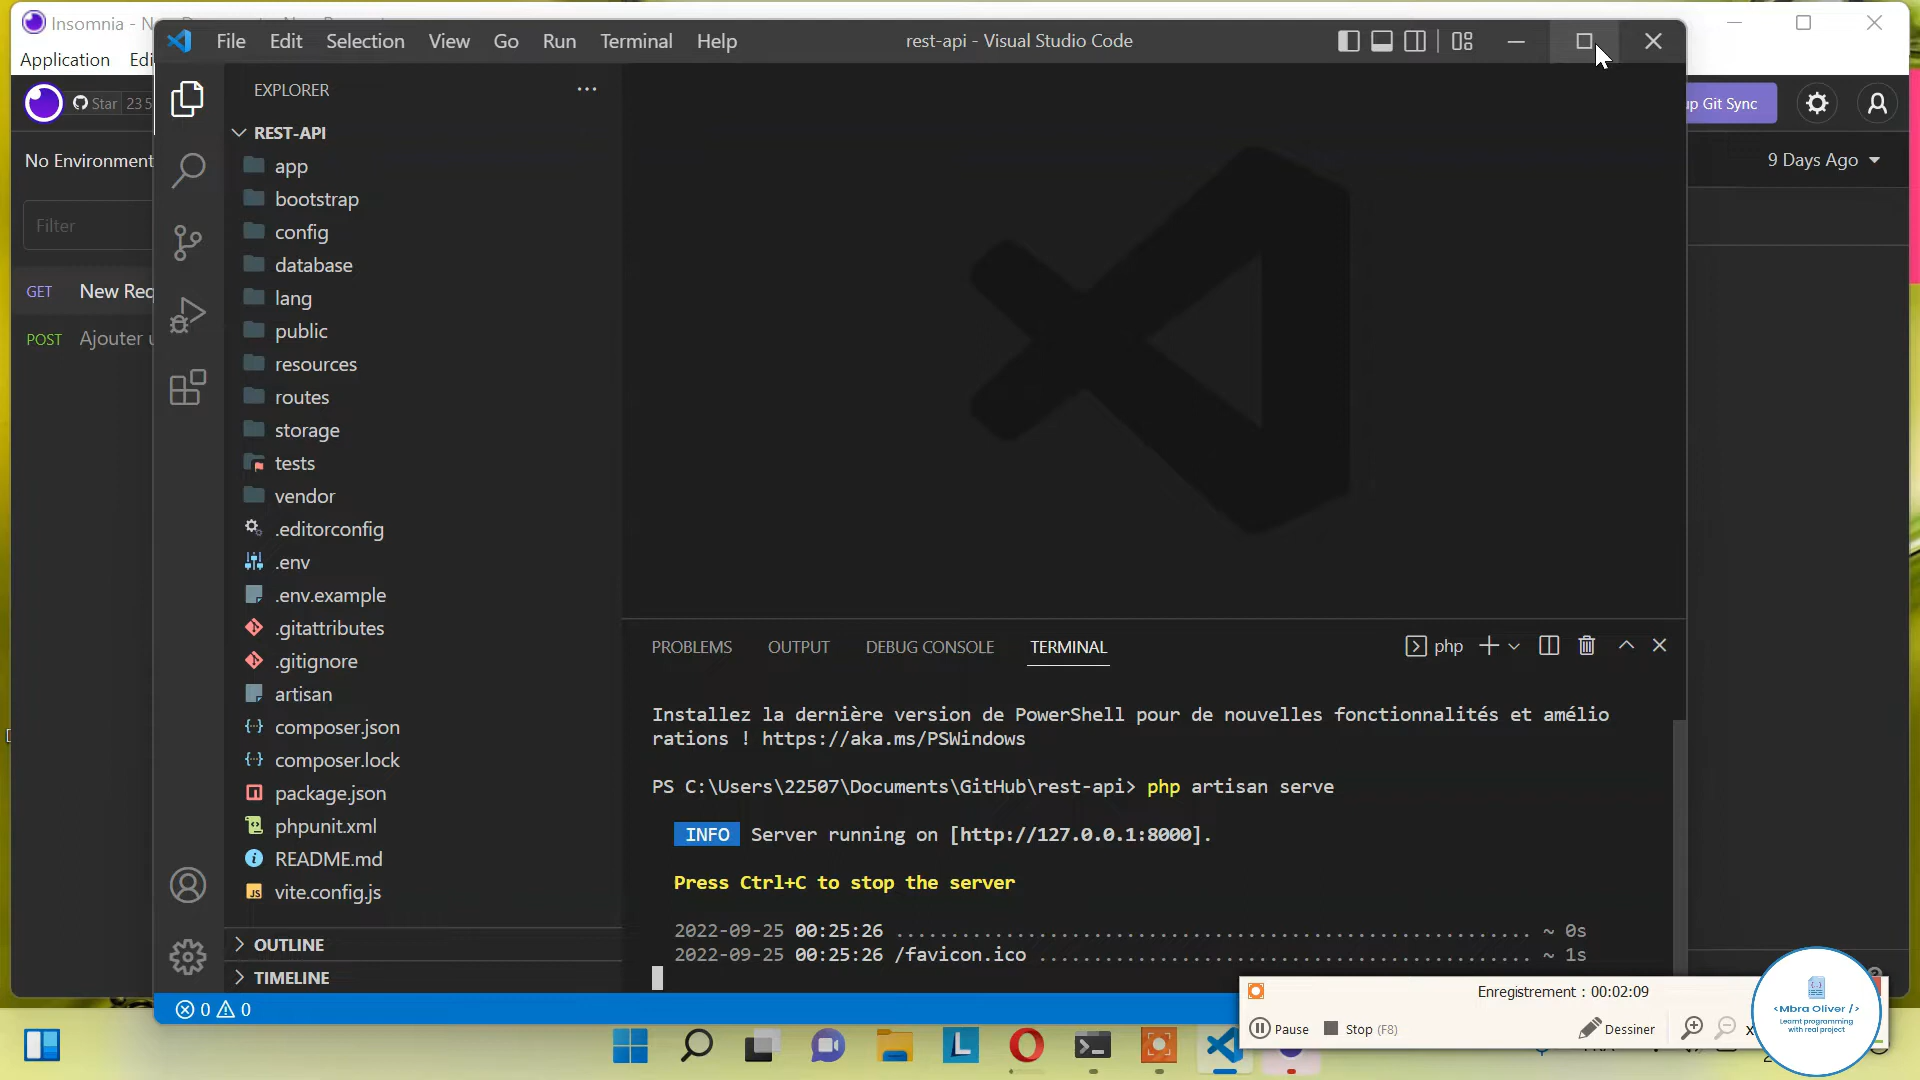 Insomnia - N
Application Edi
Star 23 5
No Environment
Filter
GET New Req
POST Ajouter u
File Edit Selection View Go Run Terminal Help
rest-api - Visual Studio Code
up Git Sync
9 Days Ago
EXPLORER
REST-API
app
bootstrap
config
database
lang
public
resources
routes
storage
tests
vendor
.editorconfig
.env
.env.example
.gitattributes
.gitignore
artisan
composer.json
composer.lock
package.json
phpunit.xml
README.md
vite.config.js
OUTLINE
TIMELINE
PROBLEMS OUTPUT DEBUG CONSOLE TERMINAL
php
Installez la dernière version de PowerShell pour de nouvelles fonctionnalités et amélio
rations ! https://aka.ms/PSWindows
PS C:\Users\22507\Documents\GitHub\rest-api> php artisan serve
INFO Server running on [http://127.0.0.1:8000].
Press Ctrl+C to stop the server
2022-09-25 00:25:26 .......................................................... ~ 0s
2022-09-25 00:25:26 /favicon.ico ............................................. ~ 1s
0 0
Enregistrement : 00:02:09
Pause Stop (F8) Dessiner
<Mbra Oliver />
Learnt programming
with real project